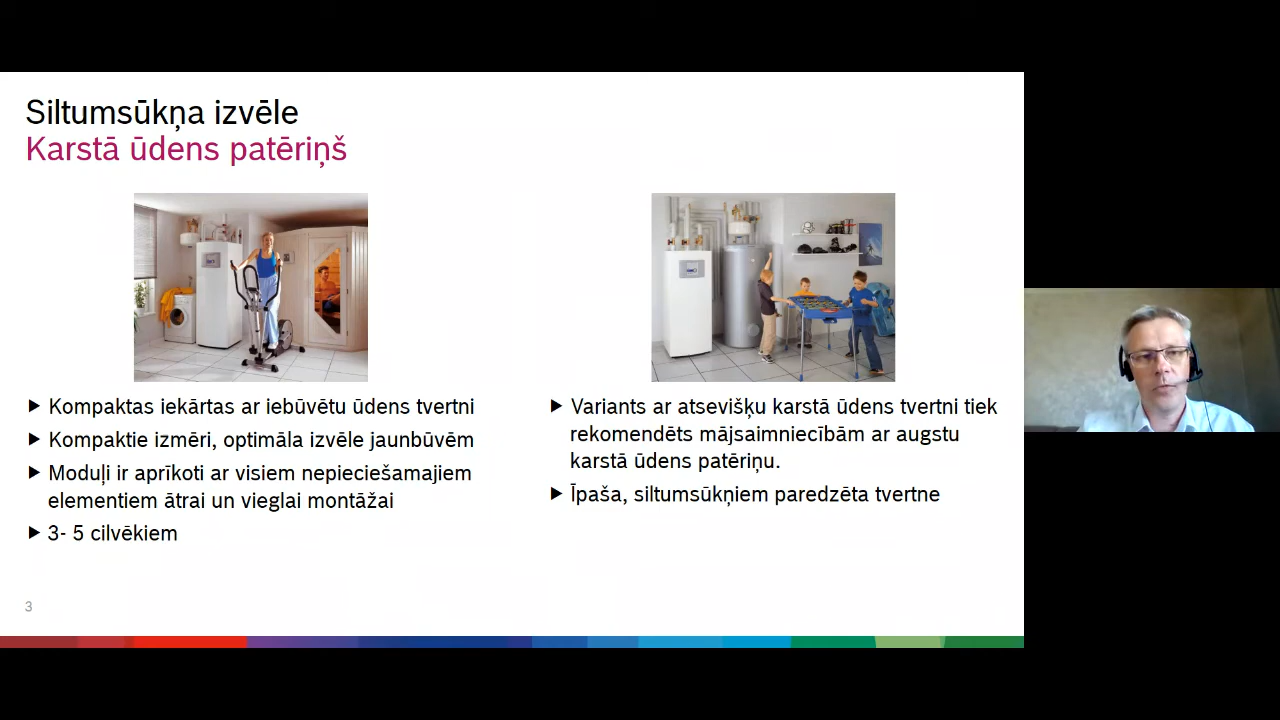 Siltumsūkņa izvēle
Karstā ūdens patēriņš
Kompaktas iekārtas ar iebūvētu ūdens tvertni
Kompaktie izmēri, optimāla izvēle jaunbūvēm
Moduļi ir aprīkoti ar visiem nepieciešamajiem
elementiem ātrai un vieglai montāžai
3- 5 cilvēkiem
Variants ar atsevišķu karstā ūdens tvertni tiek
rekomendēts mājsaimniecībām ar augstu
karstā ūdens patēriņu.
Īpaša, siltumsūkņiem paredzēta tvertne
3